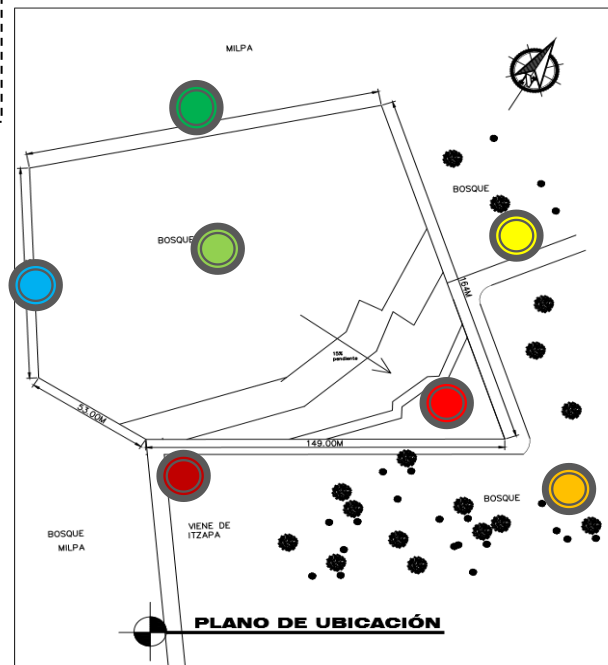 MILPA
BOSQUE
BOSQUE
164M
15%
pendiente
53.00M
149.00M
BOSQUE
VIENE DE
ITZAPA
BOSQUE
MILPA
PLANO DE UBICACIÓN